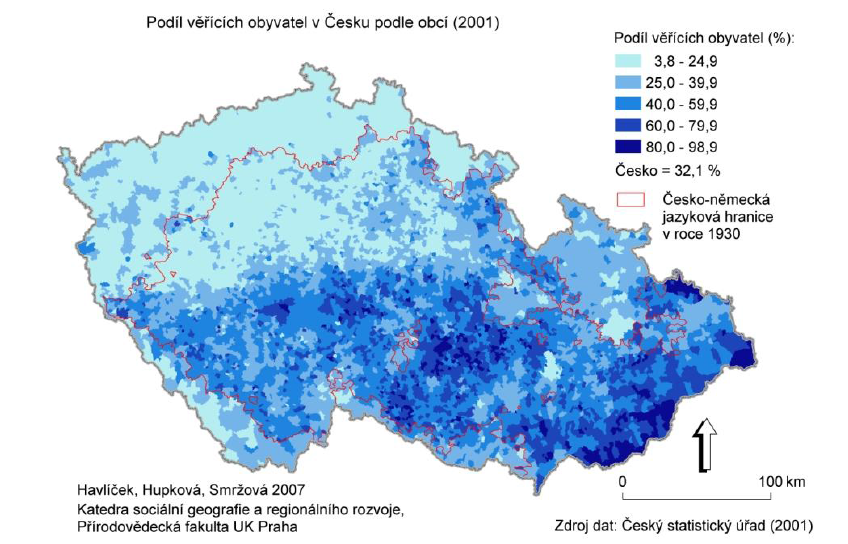 Podíl věřících obyvatel v Česku podle obcí (2001)
Podíl věřících obyvatel (%):
3,8 - 24,9
25,0 - 39,9
40,0 - 59,9
60,0 - 79,9
80,0 - 98,9
Česko = 32,1 %
Česko-německá
jazyková hranice
v roce 1930
Havlíček, Hupková, Smržová 2007
Katedra sociální geografie a regionálního rozvoje,
Přírodovědecká fakulta UK Praha
0 100 km
Zdroj dat: Český statistický úřad (2001)